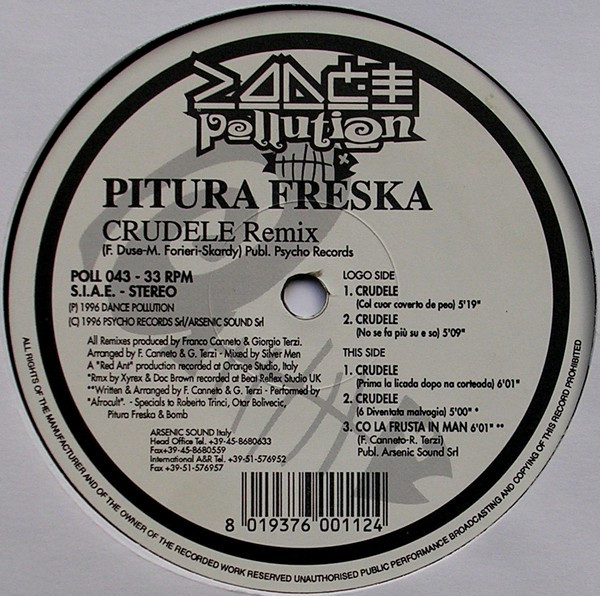 DANCE
Pollution
PITURA FRESKA
CRUDELE Remix
(F. Duse-M. Forieri-Skardy) Publ. Psycho Records
POLL 043 - 33 RPM
S.I.A.E. - STEREO
(P) 1996 DANCE POLLUTION
(C) 1996 PSYCHO RECORDS Srl/ARSENIC SOUND Srl
All Remixes produced by Franco Canneto & Giorgio Terzi.
Arranged by F. Canneto & G. Terzi - Mixed by Silver Men
A "Red Ant" production recorded at Orange Studio, Italy
*Rmx by Xyrex & Doc Brown recorded at Beat Reflex Studio UK
**Written & Arranged by F. Canneto & G. Terzi - Performed by
"Afrocult". - Specials to Roberto Trinci, Otar Bolivecic,
Pitura Freska & Bomb
ARSENIC SOUND Italy
Head Office Tel. +39-45-8680633
Fax+39-45-8680559
International A&R Tel. +39-51-576952
Fax +39-51-576957
LOGO SIDE
1. CRUDELE
(Col cuor coverto de peo) 5'19"
2. CRUDELE
(No se fa più su e so) 5'09"
THIS SIDE
1. CRUDELE
(Prima la licada dopo na corteada) 6'01"
2. CRUDELE
(6 Diventata malvagia) 5'00" *
3. CO LA FRUSTA IN MAN 6'01" **
(F. Canneto-R. Terzi)
Publ. Arsenic Sound Srl
8 019376 001124
ALL RIGHTS OF THE MANUFACTURER AND OF THE OWNER OF THE RECORDED WORK RESERVED UNAUTHORISED PUBLIC PERFORMANCE BROADCASTING AND COPYING OF THIS RECORD PROHIBITED